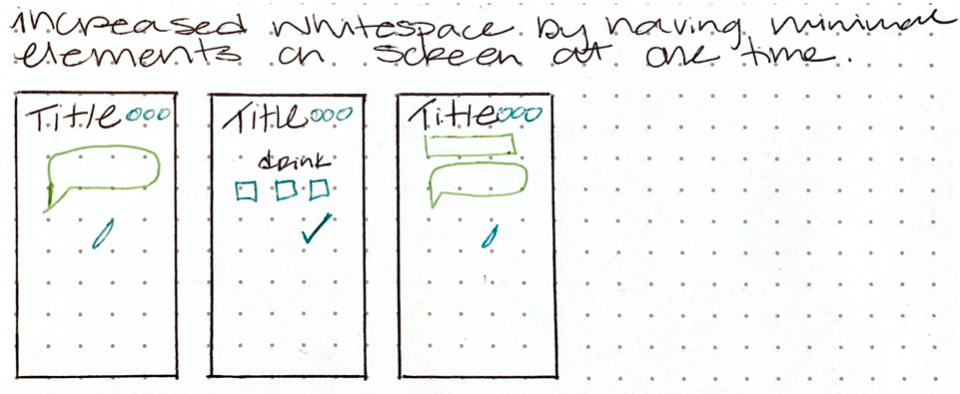 increased whitespace by having minimal
elements on screen at one time.
Title Title Title
drink